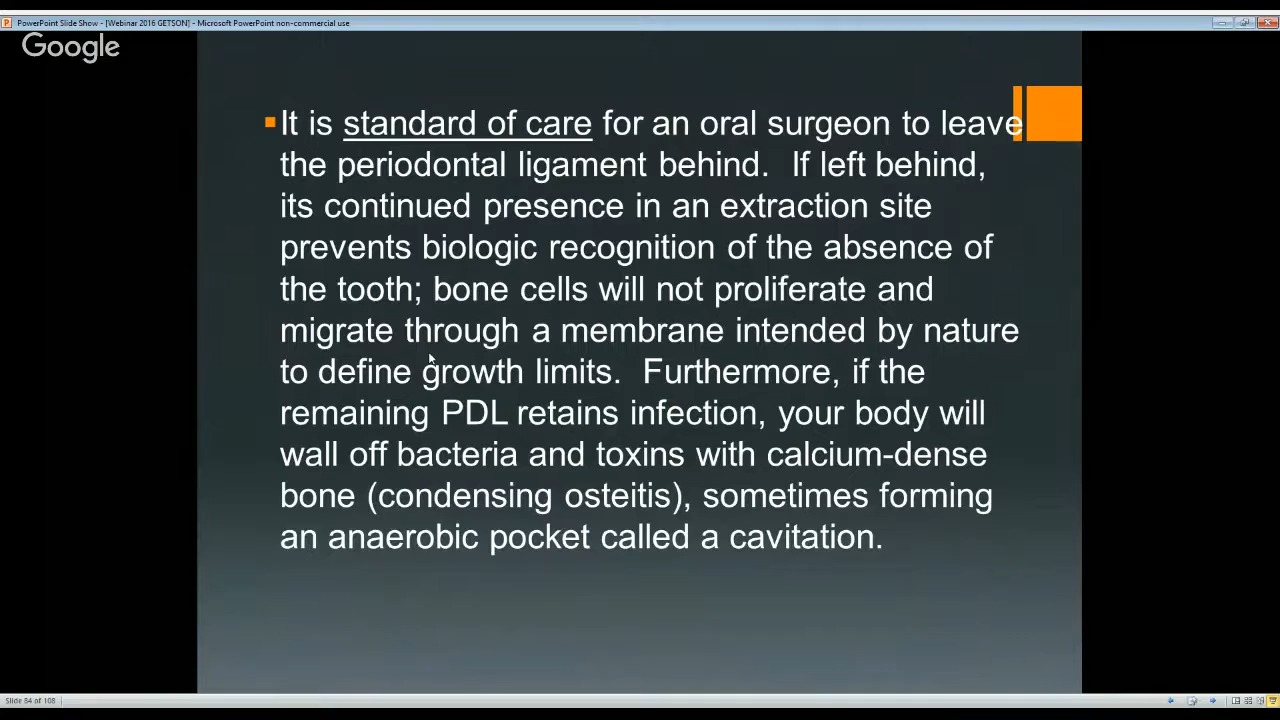 PowerPoint Slide Show - [Webinar 2016 GETSON] - Microsoft PowerPoint non-commercial use
Google
It is standard of care for an oral surgeon to leave
the periodontal ligament behind.  If left behind,
its continued presence in an extraction site
prevents biologic recognition of the absence of
the tooth; bone cells will not proliferate and
migrate through a membrane intended by nature
to define growth limits.  Furthermore, if the
remaining PDL retains infection, your body will
wall off bacteria and toxins with calcium-dense
bone (condensing osteitis), sometimes forming
an anaerobic pocket called a cavitation.
Slide 84 of 108